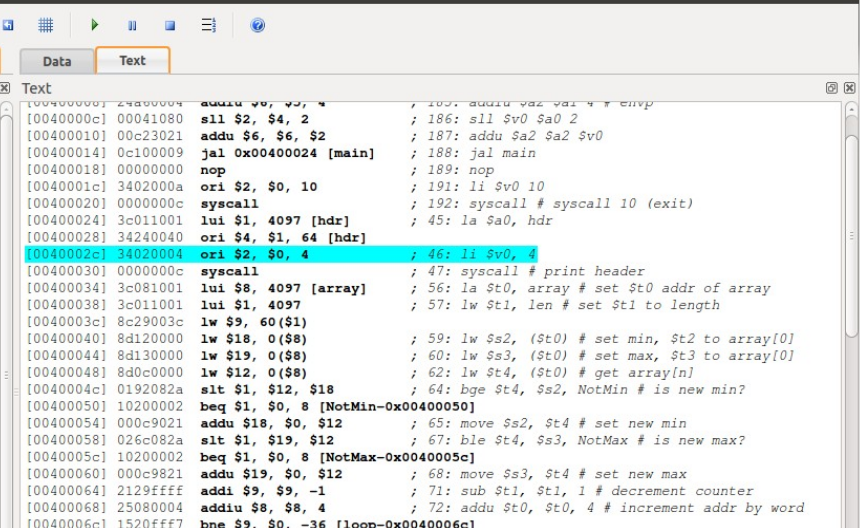 Data Text
Text
[00400008] 24a60004 addiu $6, $5, 4 ; 185: addiu $a2 $a1 4 # envp
[0040000c] 00041080 sll $2, $4, 2 ; 186: sll $v0 $a0 2
[00400010] 00c23021 addu $6, $6, $2 ; 187: addu $a2 $a2 $v0
[00400014] 0c100009 jal 0x00400024 [main] ; 188: jal main
[00400018] 00000000 nop ; 189: nop
[0040001c] 3402000a ori $2, $0, 10 ; 191: li $v0 10
[00400020] 0000000c syscall ; 192: syscall # syscall 10 (exit)
[00400024] 3c011001 lui $1, 4097 [hdr] ; 45: la $a0, hdr
[00400028] 34240040 ori $4, $1, 64 [hdr]
[0040002c] 34020004 ori $2, $0, 4 ; 46: li $v0, 4
[00400030] 0000000c syscall ; 47: syscall # print header
[00400034] 3c081001 lui $8, 4097 [array] ; 56: la $t0, array # set $t0 addr of array
[00400038] 3c011001 lui $1, 4097 ; 57: lw $t1, len # set $t1 to length
[0040003c] 8c29003c lw $9, 60($1)
[00400040] 8d120000 lw $18, 0($8) ; 59: lw $s2, ($t0) # set min, $t2 to array[0]
[00400044] 8d130000 lw $19, 0($8) ; 60: lw $s3, ($t0) # set max, $t3 to array[0]
[00400048] 8d0c0000 lw $12, 0($8) ; 62: lw $t4, ($t0) # get array[n]
[0040004c] 0192082a slt $1, $12, $18 ; 64: bge $t4, $s2, NotMin # is new min?
[00400050] 10200002 beq $1, $0, 8 [NotMin-0x00400050]
[00400054] 000c9021 addu $18, $0, $12 ; 65: move $s2, $t4 # set new min
[00400058] 026c082a slt $1, $19, $12 ; 67: ble $t4, $s3, NotMax # is new max?
[0040005c] 10200002 beq $1, $0, 8 [NotMax-0x0040005c]
[00400060] 000c9821 addu $19, $0, $12 ; 68: move $s3, $t4 # set new max
[00400064] 2129ffff addi $9, $9, -1 ; 71: sub $t1, $t1, 1 # decrement counter
[00400068] 25080004 addiu $8, $8, 4 ; 72: addu $t0, $t0, 4 # increment addr by word
[0040006c] 1520fff7 bne $9, $0, -36 [loop-0x0040006c]